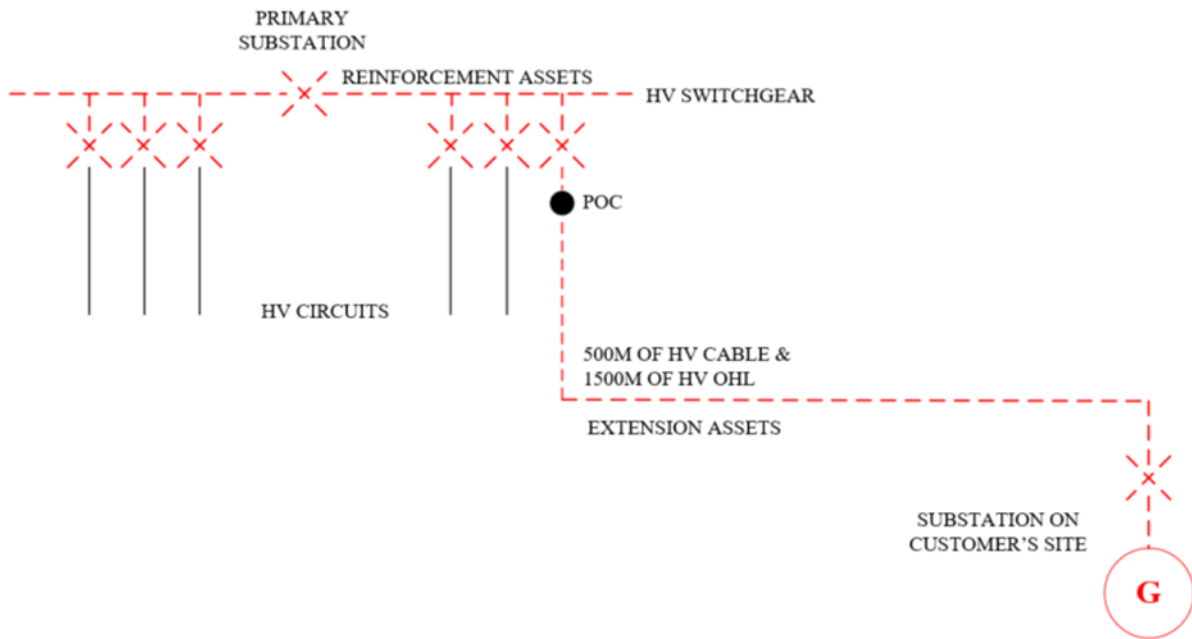 PRIMARY
SUBSTATION
REINFORCEMENT ASSETS
HV SWITCHGEAR
POC
HV CIRCUITS
500M OF HV CABLE &
1500M OF HV OHL
EXTENSION ASSETS
SUBSTATION ON
CUSTOMER'S SITE
G